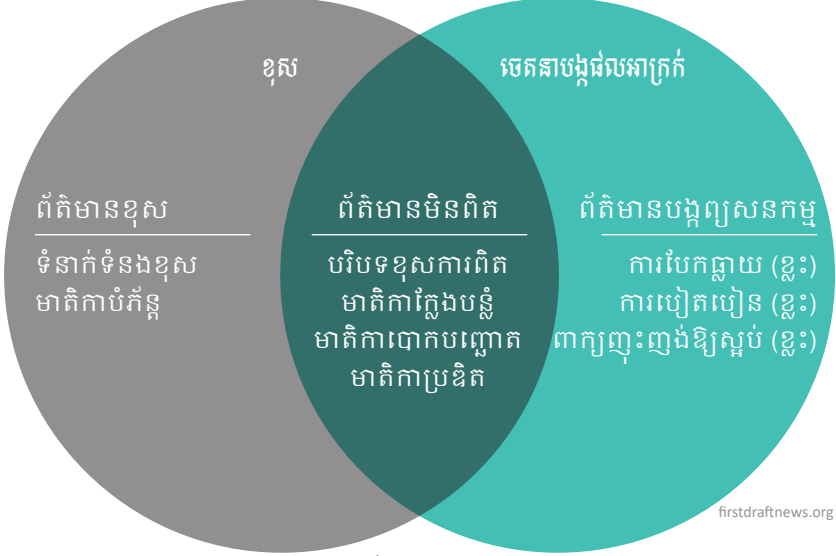 ខុស
ចេតនាបង្កផលអាក្រក់
ព័ត៌មានខុស
ទំនាក់ទំនងខុស
មាតិកាបំភ័ន្ត
ព័ត៌មានមិនពិត
បរិបទខុសការពិត
មាតិកាក្លែងបន្លំ
មាតិកាបោកបញ្ឆោត
មាតិកាប្រឌិត
ព័ត៌មានបង្កព្យសនកម្ម
ការបែកធ្លាយ (ខ្លះ)
ការបៀតបៀន (ខ្លះ)
ពាក្យញុះញង់ឱ្យស្អប់ (ខ្លះ)
firstdraftnews.org